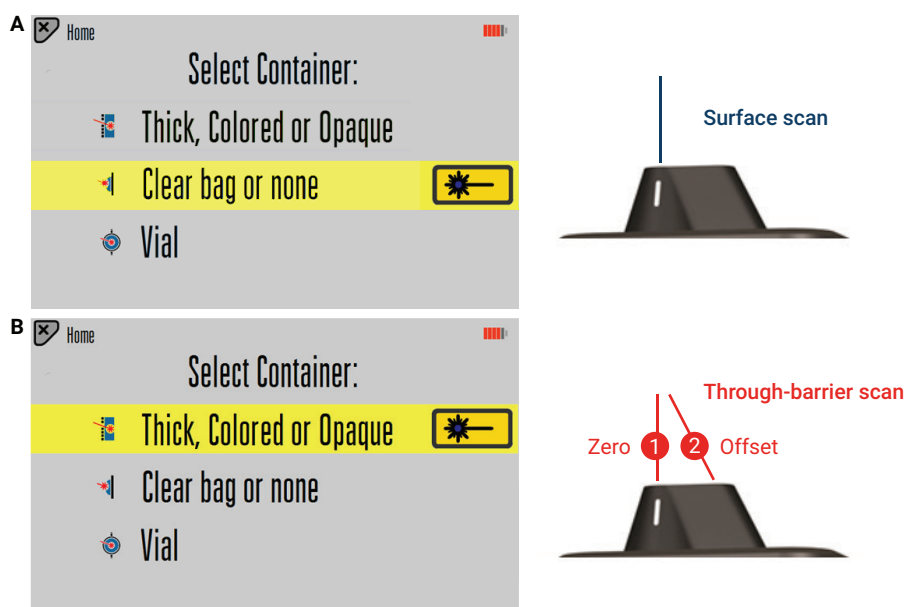 A
Home
Select Container:
Thick, Colored or Opaque
Clear bag or none
Vial
Surface scan
B
Home
Select Container:
Thick, Colored or Opaque
Clear bag or none
Vial
Through-barrier scan
Zero 1 2 Offset